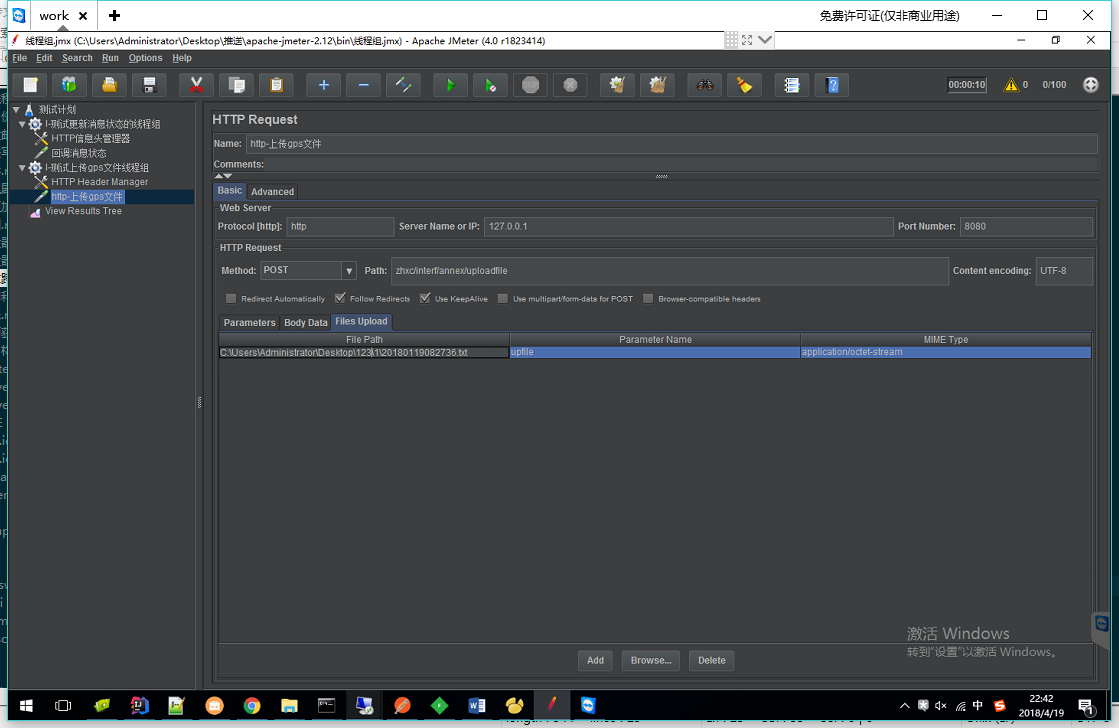 work
免费许可证(仅非商业用途)
线程组.jmx (C:\Users\Administrator\Desktop\推送\apache-jmeter-2.12\bin\线程组.jmx) - Apache JMeter (4.0 r1823414)
File Edit Search Run Options Help
00:00:10 0 0/100
测试计划
I-测试更新消息状态的线程组
HTTP信息头管理器
回调消息状态
I-测试上传gps文件线程组
HTTP Header Manager
http-上传gps文件
View Results Tree
HTTP Request
Name: http-上传gps文件
Comments:
Basic Advanced
Web Server
Protocol [http]: http Server Name or IP: 127.0.0.1 Port Number: 8080
HTTP Request
Method: POST Path: zhxc/interf/annex/uploadfile Content encoding: UTF-8
Redirect Automatically Follow Redirects Use KeepAlive Use multipart/form-data for POST Browser-compatible headers
Parameters Body Data Files Upload
File Path Parameter Name MIME Type
C:\Users\Administrator\Desktop\123\1\20180119082736.txt upfile application/octet-stream
激活 Windows
转到"设置"以激活 Windows。
Add Browse... Delete
中
22:42
2018/4/19
1